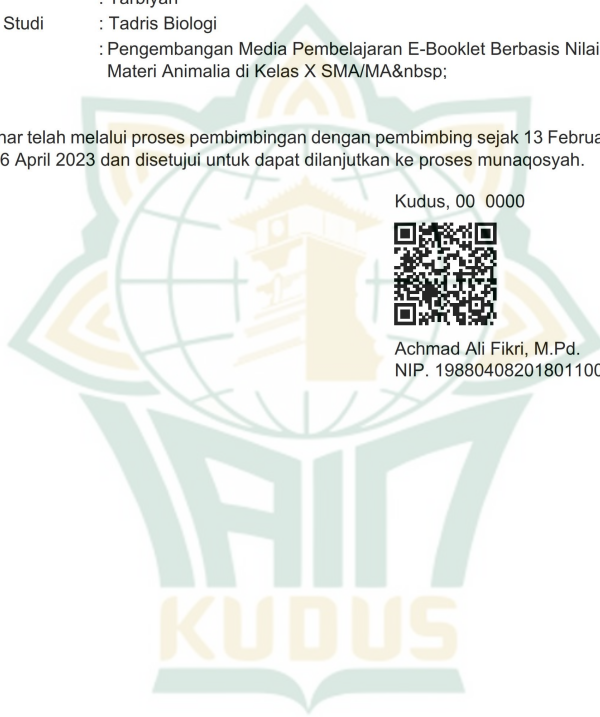 : Tarbiyah
Studi : Tadris Biologi
: Pengembangan Media Pembelajaran E-Booklet Berbasis Nilai
Materi Animalia di Kelas X SMA/MA&nbsp;
nar telah melalui proses pembimbingan dengan pembimbing sejak 13 Februa
6 April 2023 dan disetujui untuk dapat dilanjutkan ke proses munaqosyah.
Kudus, 00 0000
Achmad Ali Fikri, M.Pd.
NIP. 19880408201801100
IAIN
KUDUS